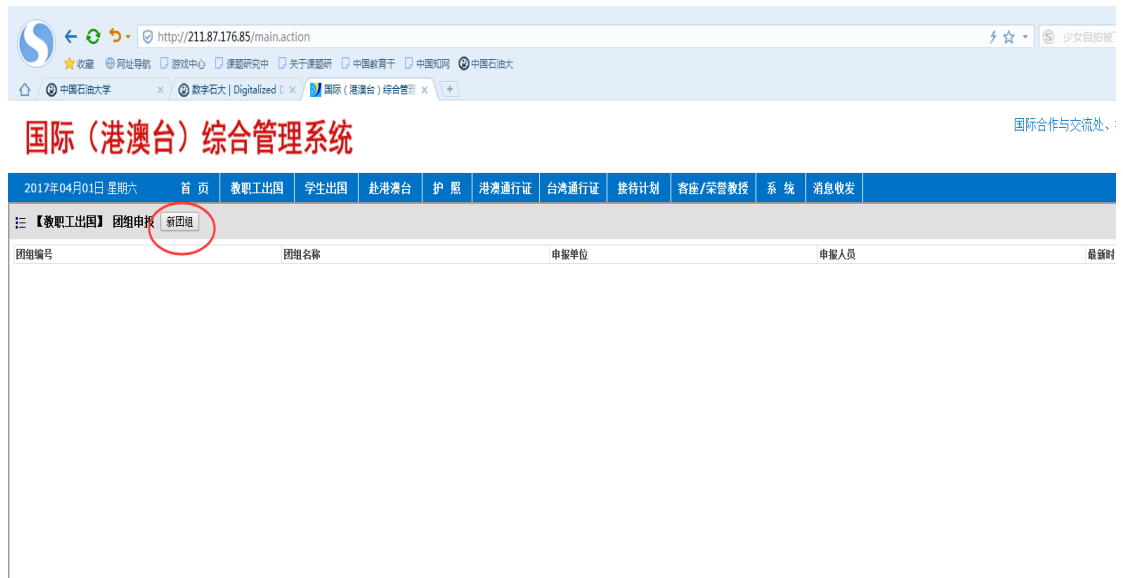 http://211.87.176.85/main.action
少女自拍被
收藏 网址导航 游戏中心 课题研究中 关于课题研 中国教育干 中国知网 中国石油大
中国石油大学 数字石大 | Digitalized 国际（港澳台）综合管理
国际（港澳台）综合管理系统
国际合作与交流处、
2017年04月01日 星期六 首 页 教职工出国 学生出国 赴港澳台 护 照 港澳通行证 台湾通行证 接待计划 客座/荣誉教授 系 统 消息收发
【教职工出国】 团组申报 新团组
团组编号 团组名称 申报单位 申报人员 最新时